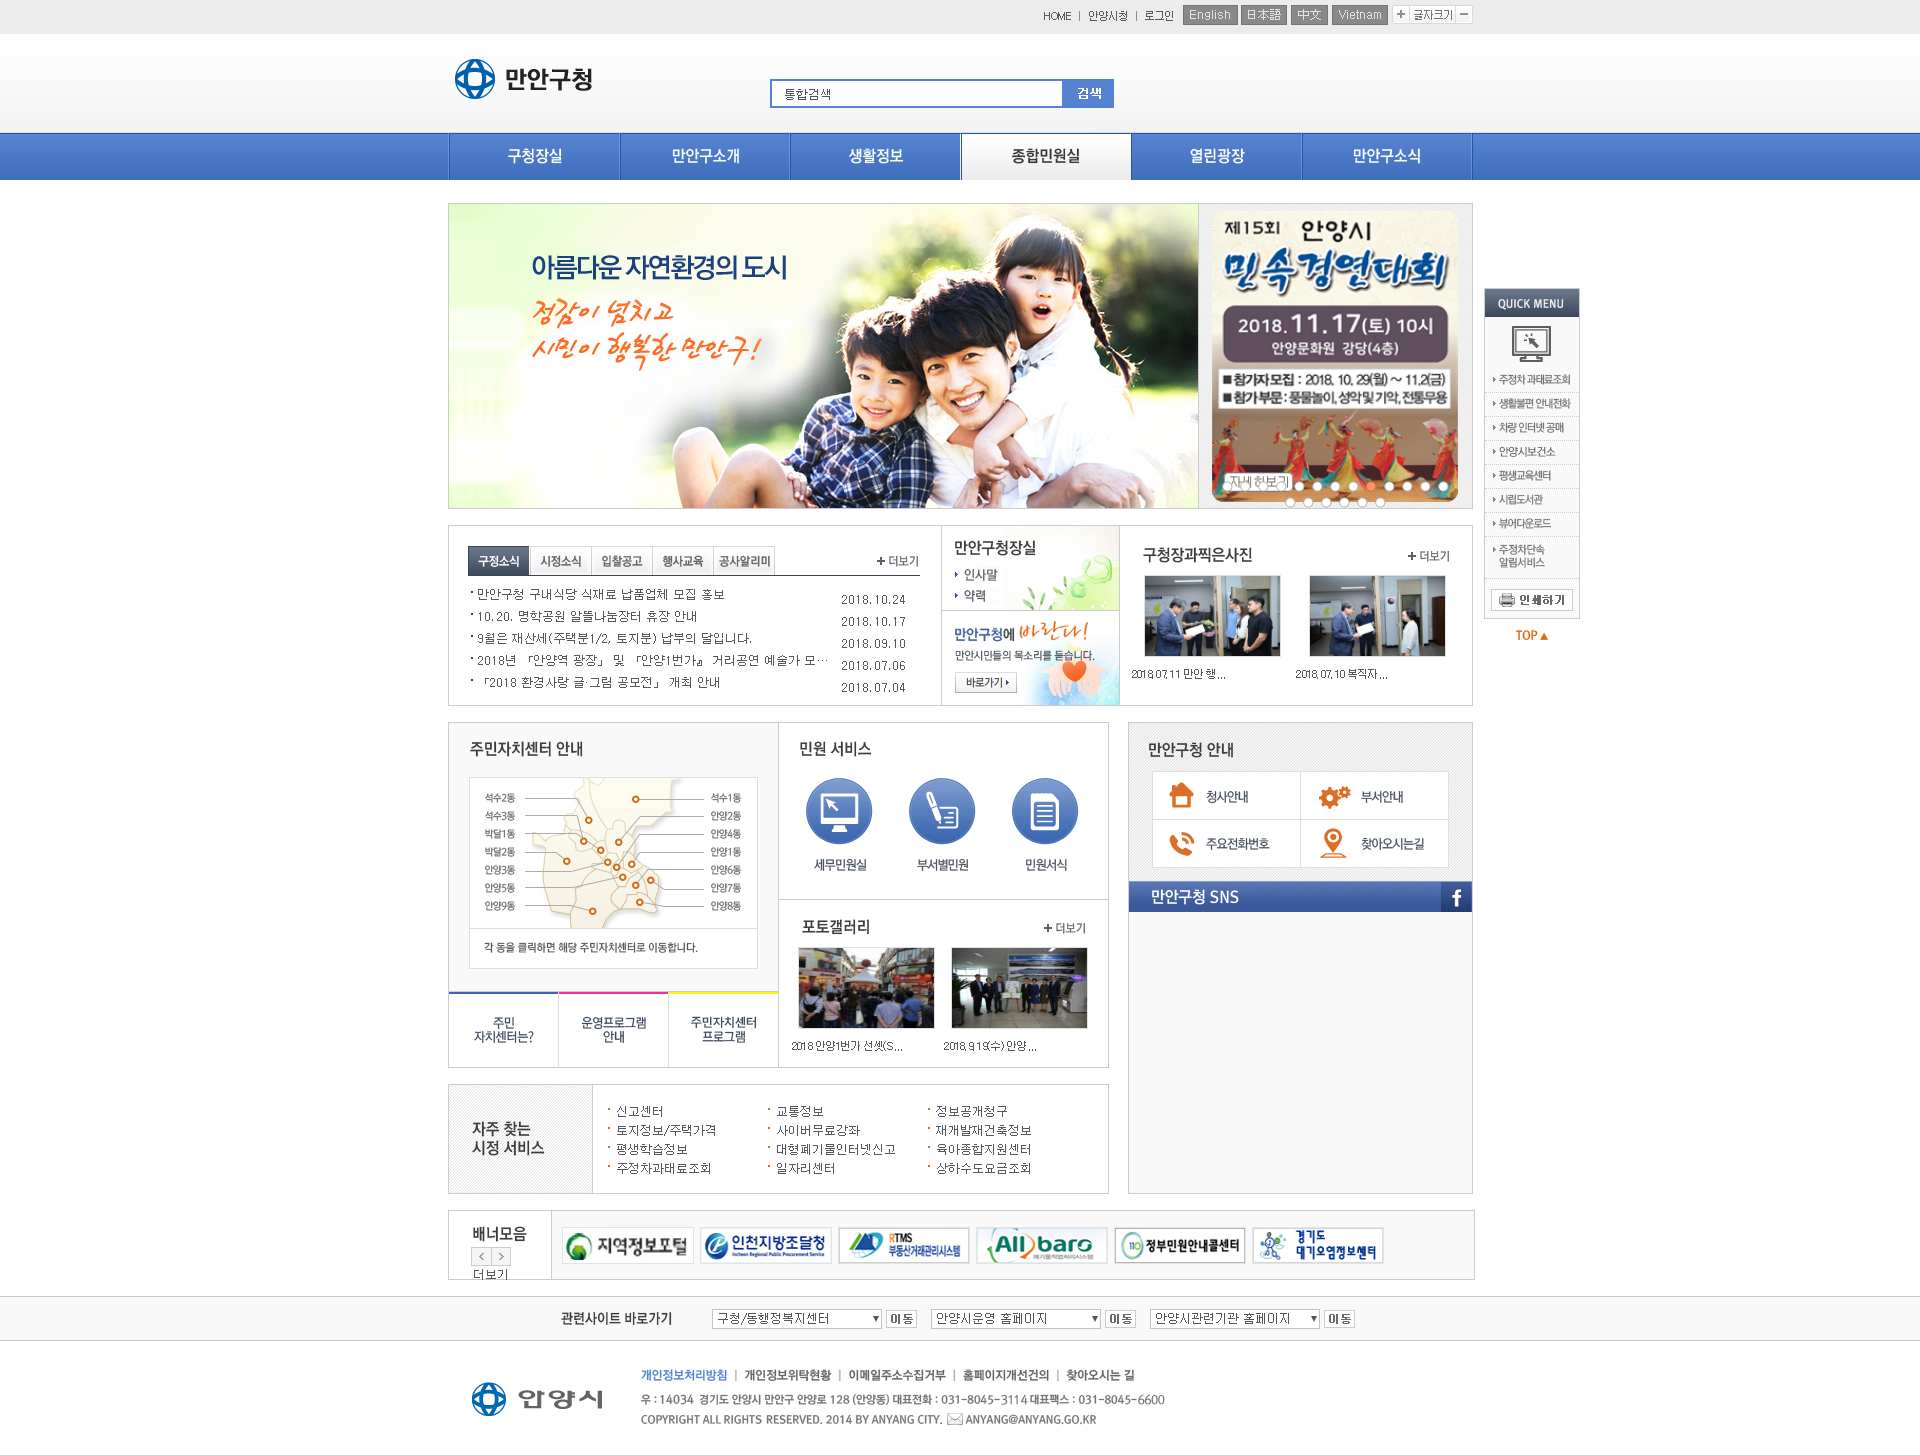 HOME | 안양시청 | 로그인 English 日本語 中文 Vietnam + 글자크기 −
만안구청
통합검색 검색
구청장실 만안구소개 생활정보 종합민원실 열린광장 만안구소식
아름다운 자연환경의 도시
정감이 넘치고
시민이 행복한 만안구!
제15회 안양시
민속경연대회
2018.11.17(토) 10시
안양문화원 강당(4층)
■ 참가자 모집 : 2018. 10. 29(월) ~ 11.2(금)
■ 참가 부문 : 풍물놀이, 성악 및 기악, 전통무용
자세히보기
QUICK MENU
주정차 과태료조회
생활불편 안내전화
차량 인터넷 공매
안양시보건소
평생교육센터
시립도서관
뷰어다운로드
주정차단속
알림서비스
인쇄하기
TOP▲
구정소식 시정소식 입찰공고 행사교육 공사알리미 + 더보기
만안구청 구내식당 식재료 납품업체 모집 홍보 2018.10.24
10.20. 명학공원 알뜰나눔장터 휴장 안내 2018.10.17
9월은 재산세(주택분1/2, 토지분) 납부의 달입니다. 2018.09.10
2018년 「안양역 광장」 및 「안양1번가』 거리공연 예술가 모… 2018.07.06
「2018 환경사랑 글·그림 공모전」 개최 안내 2018.07.04
만안구청장실
인사말
약력
만안구청에 바란다!
만안시민들의 목소리를 듣습니다.
바로가기
구청장과찍은사진 + 더보기
2018.07.11 만안 행...
2018.07.10 복직자...
주민자치센터 안내
석수2동 석수1동
석수3동 안양2동
박달1동 안양4동
박달2동 안양1동
안양3동 안양6동
안양5동 안양7동
안양9동 안양8동
각 동을 클릭하면 해당 주민자치센터로 이동합니다.
주민
자치센터는?
운영프로그램
안내
주민자치센터
프로그램
민원 서비스
세무민원실 부서별민원 민원서식
포토갤러리 + 더보기
2018 안양1번가 선셋(S...
2018.9.19(수) 안양...
만안구청 안내
청사안내 부서안내
주요전화번호 찾아오시는길
만안구청 SNS f
자주 찾는
시정 서비스
신고센터 교통정보 정보공개청구
토지정보/주택가격 사이버무료강좌 재개발재건축정보
평생학습정보 대형폐기물인터넷신고 육아종합지원센터
주정차과태료조회 일자리센터 상하수도요금조회
배너모음
< >
더보기
지역정보포털
인천지방조달청
Incheon Regional Public Procurement Service
RTMS
부동산거래관리시스템
Allbaro
폐기물적법처리시스템
110 정부민원안내콜센터
경기도
대기오염정보센터
관련사이트 바로가기 구청/동행정복지센터 ▼ 이동 안양시운영 홈페이지 ▼ 이동 안양시관련기관 홈페이지 ▼ 이동
안양시
개인정보처리방침 | 개인정보위탁현황 | 이메일주소수집거부 | 홈페이지개선건의 | 찾아오시는 길
우 : 14034 경기도 안양시 만안구 안양로 128 (안양동) 대표전화 : 031-8045-3114 대표팩스 : 031-8045-6600
COPYRIGHT ALL RIGHTS RESERVED. 2014 BY ANYANG CITY. ANYANG@ANYANG.GO.KR